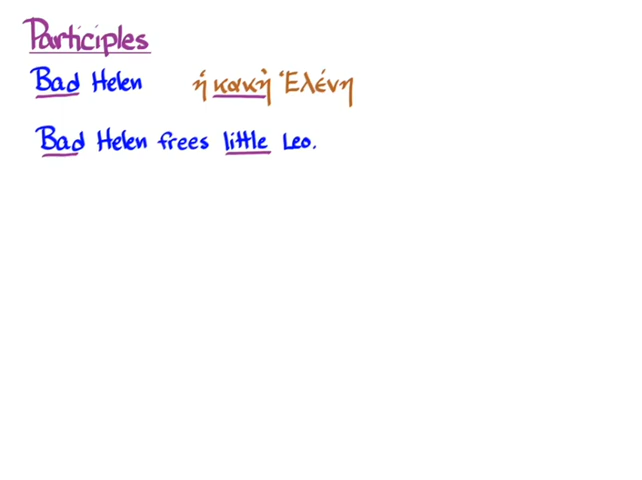 Participles
Bad Helen ἡ κακὴ Ἑλένη
Bad Helen frees little Leo.